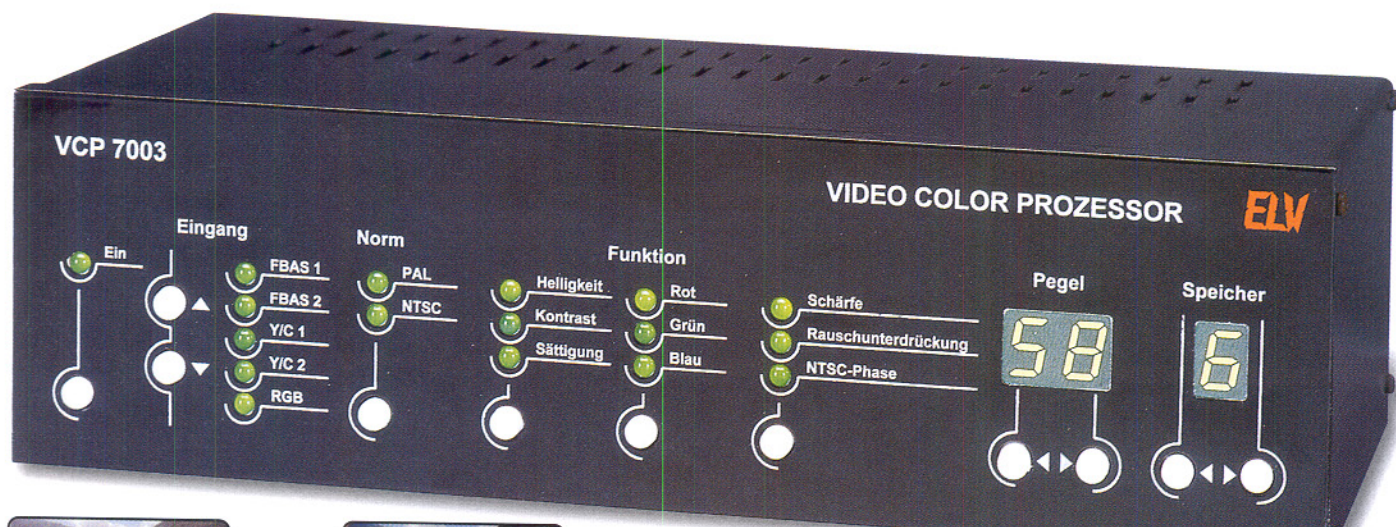 VCP 7003
VIDEO COLOR PROZESSOR
ELV
Eingang
Norm
Funktion
Pegel
Speicher
Ein
FBAS 1
FBAS 2
Y/C 1
Y/C 2
RGB
PAL
NTSC
Helligkeit
Kontrast
Sättigung
Rot
Grün
Blau
Schärfe
Rauschunterdrückung
NTSC-Phase
58
6